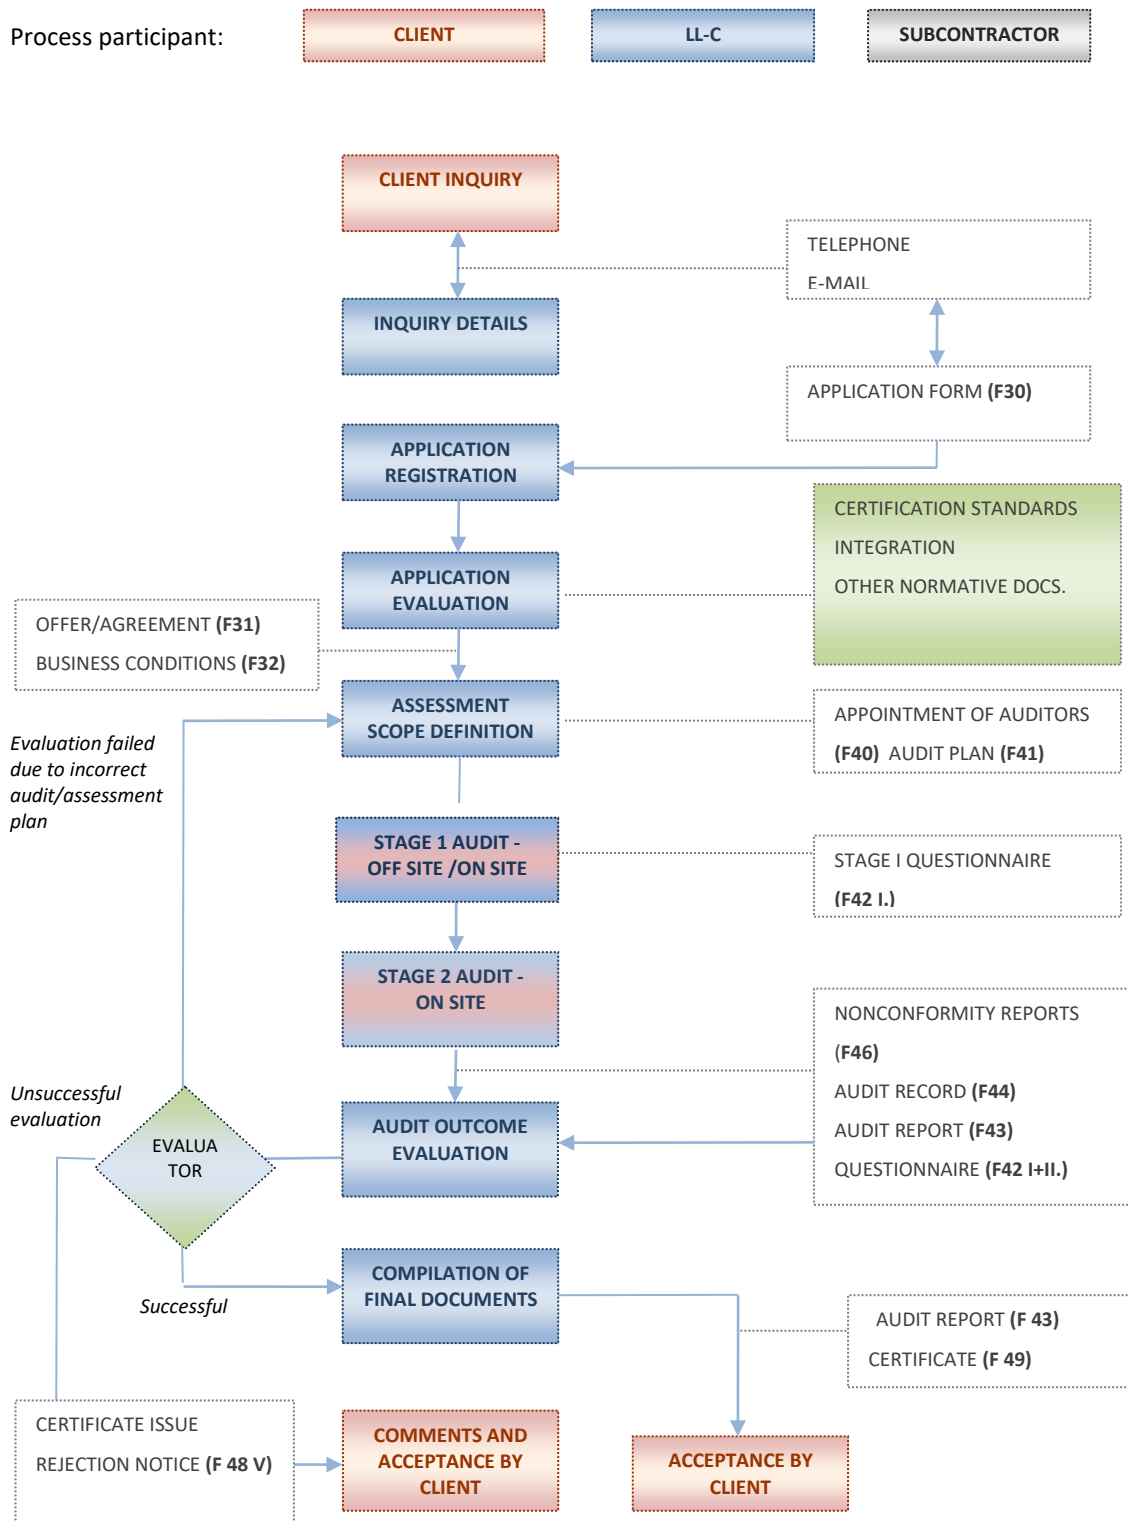 Process participant:
CLIENT
LL-C
SUBCONTRACTOR
CLIENT INQUIRY
TELEPHONE
E-MAIL
INQUIRY DETAILS
APPLICATION FORM (F30)
APPLICATION
REGISTRATION
CERTIFICATION STANDARDS
INTEGRATION
OTHER NORMATIVE DOCS.
APPLICATION
EVALUATION
OFFER/AGREEMENT (F31)
BUSINESS CONDITIONS (F32)
ASSESSMENT
SCOPE DEFINITION
APPOINTMENT OF AUDITORS
(F40) AUDIT PLAN (F41)
Evaluation failed
due to incorrect
audit/assessment
plan
STAGE 1 AUDIT -
OFF SITE /ON SITE
STAGE I QUESTIONNAIRE
(F42 I.)
STAGE 2 AUDIT -
ON SITE
NONCONFORMITY REPORTS
(F46)
AUDIT RECORD (F44)
AUDIT REPORT (F43)
QUESTIONNAIRE (F42 I+II.)
Unsuccessful
evaluation
EVALUA
TOR
AUDIT OUTCOME
EVALUATION
COMPILATION OF
FINAL DOCUMENTS
Successful
AUDIT REPORT (F 43)
CERTIFICATE (F 49)
CERTIFICATE ISSUE
REJECTION NOTICE (F 48 V)
COMMENTS AND
ACCEPTANCE BY
CLIENT
ACCEPTANCE BY
CLIENT